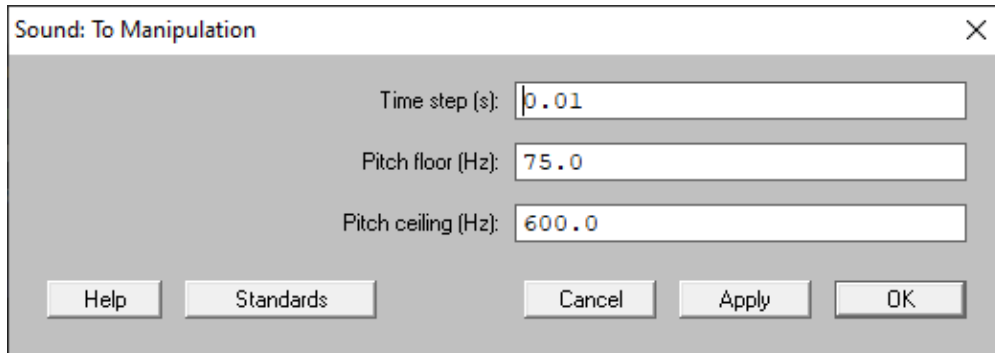 Sound: To Manipulation
Time step (s): 0.01
Pitch floor (Hz): 75.0
Pitch ceiling (Hz): 600.0
Help Standards Cancel Apply OK